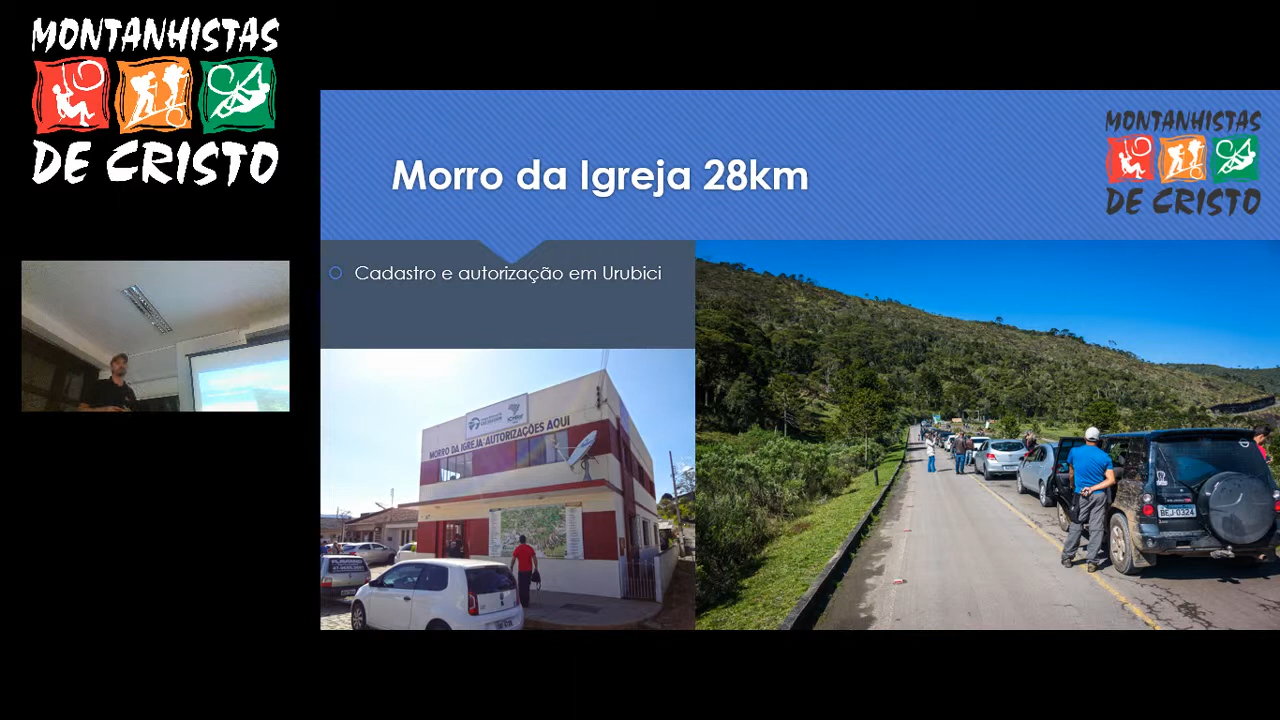 MONTANHISTAS
DE CRISTO
Morro da Igreja 28km
MONTANHISTAS
DE CRISTO
Cadastro e autorização em Urubici
MORRO DA IGREJA: AUTORIZAÇÕES AQUI
BEJ-0324